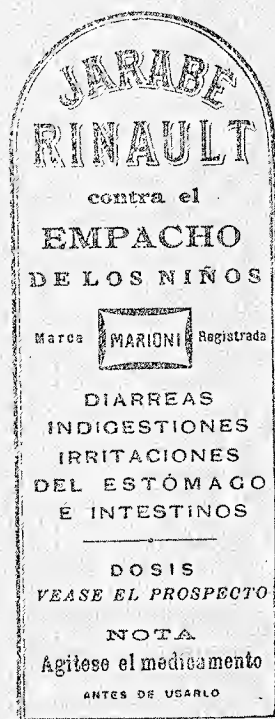 JARABE
RINAULT
contra el
EMPACHO
DE LOS NIÑOS
Marca MARIONI Registrada
DIARREAS
INDIGESTIONES
IRRITACIONES
DEL ESTÓMAGO
E INTESTINOS
DOSIS
VEASE EL PROSPECTO
NOTA
Agitese el medicamento
ANTES DE USARLO